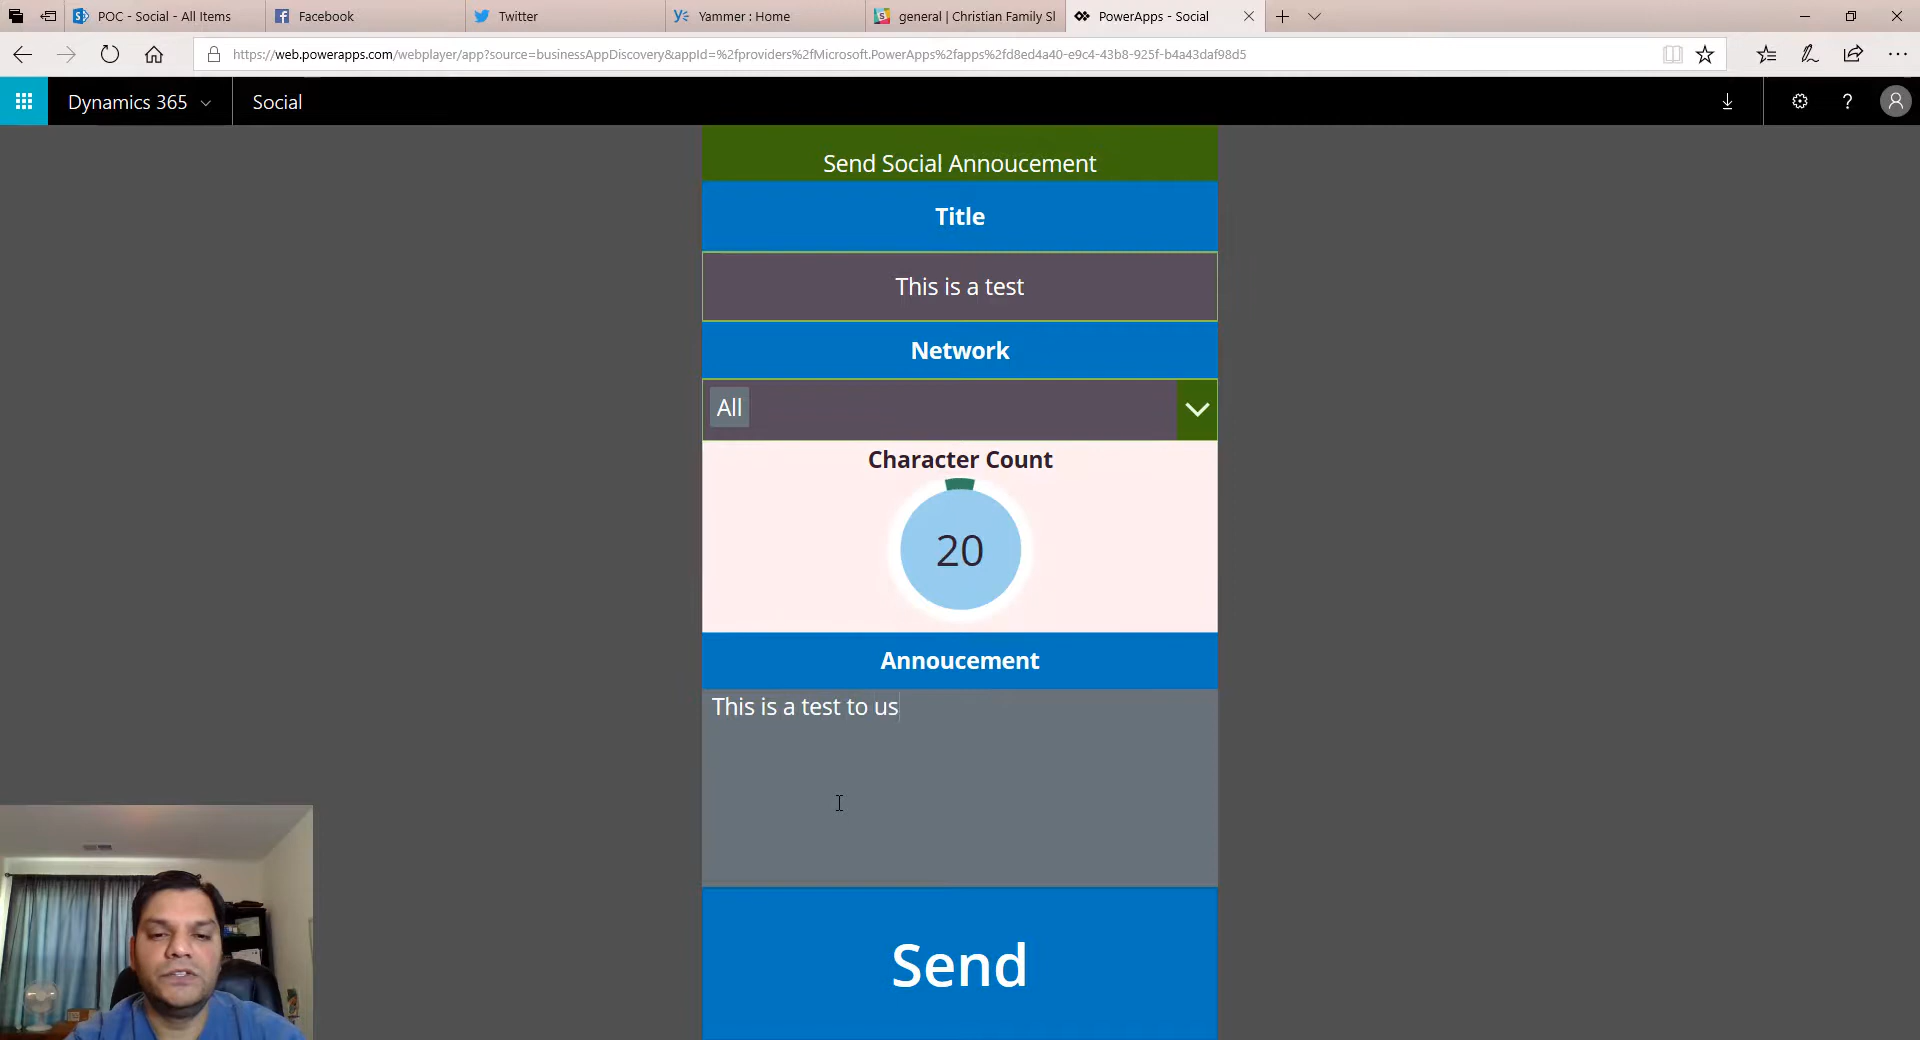 POC - Social - All Items
Facebook
Twitter
Yammer : Home
general | Christian Family Sl
PowerApps - Social
https://web.powerapps.com/webplayer/app?source=businessAppDiscovery&appId=%2fproviders%2fMicrosoft.PowerApps%2fapps%2fd8ed4a40-e9c4-43b8-925f-b4a43daf98d5
Dynamics 365
Social
?
Send Social Annoucement
Title
This is a test
Network
All
Character Count
20
Annoucement
This is a test to us
Send